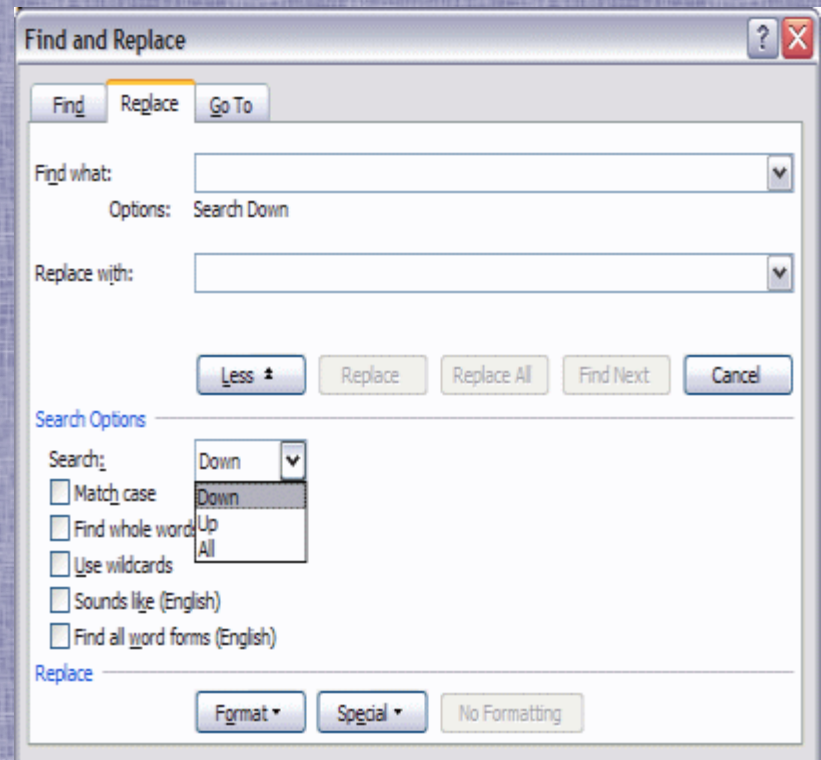 Find and Replace
Find Replace Go To
Find what:
Options: Search Down
Replace with:
Less Replace Replace All Find Next Cancel
Search Options
Search: Down
Match case Down
Find whole words Up
All
Use wildcards
Sounds like (English)
Find all word forms (English)
Replace
Format Special No Formatting